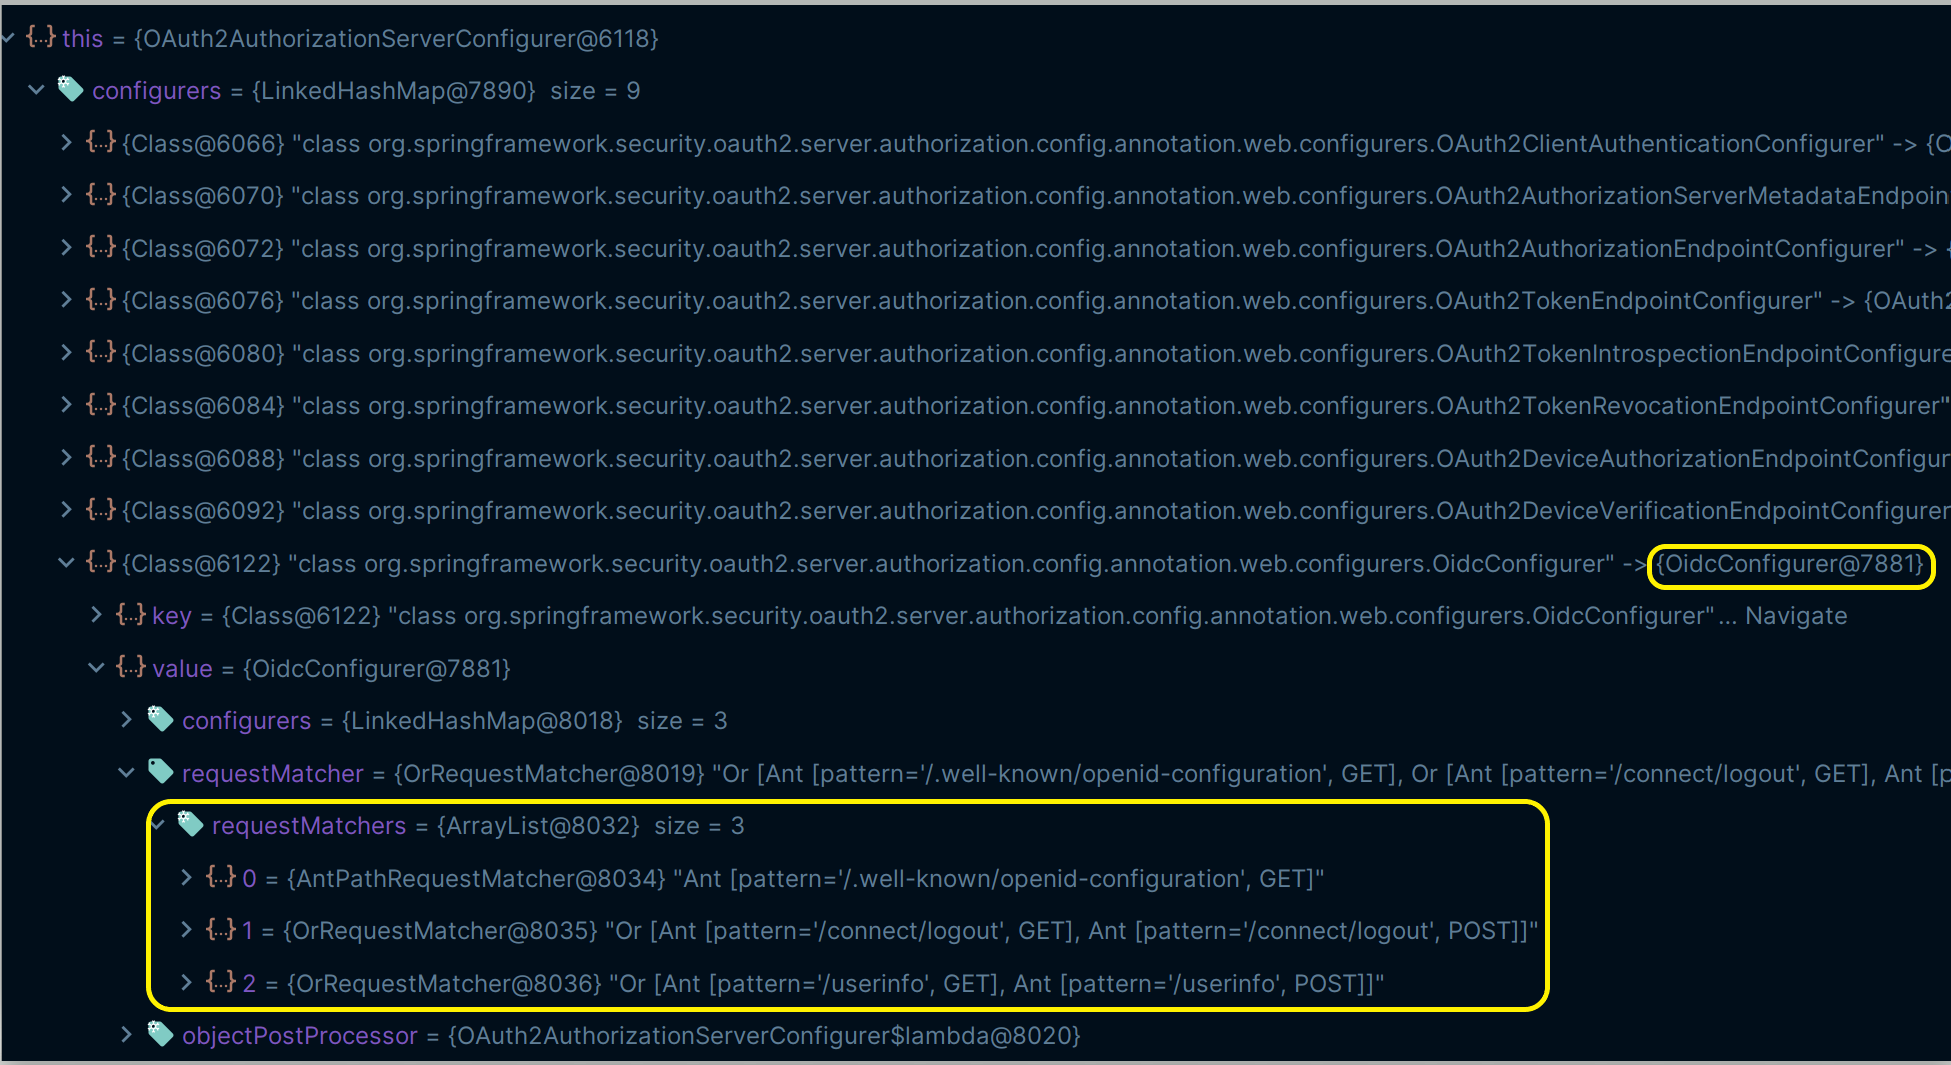 this = {OAuth2AuthorizationServerConfigurer@6118}
configurers = {LinkedHashMap@7890} size = 9
{Class@6066} "class org.springframework.security.oauth2.server.authorization.config.annotation.web.configurers.OAuth2ClientAuthenticationConfigurer" -> {O
{Class@6070} "class org.springframework.security.oauth2.server.authorization.config.annotation.web.configurers.OAuth2AuthorizationServerMetadataEndpoin
{Class@6072} "class org.springframework.security.oauth2.server.authorization.config.annotation.web.configurers.OAuth2AuthorizationEndpointConfigurer" -> {
{Class@6076} "class org.springframework.security.oauth2.server.authorization.config.annotation.web.configurers.OAuth2TokenEndpointConfigurer" -> {OAuth2
{Class@6080} "class org.springframework.security.oauth2.server.authorization.config.annotation.web.configurers.OAuth2TokenIntrospectionEndpointConfigure
{Class@6084} "class org.springframework.security.oauth2.server.authorization.config.annotation.web.configurers.OAuth2TokenRevocationEndpointConfigurer"
{Class@6088} "class org.springframework.security.oauth2.server.authorization.config.annotation.web.configurers.OAuth2DeviceAuthorizationEndpointConfigur
{Class@6092} "class org.springframework.security.oauth2.server.authorization.config.annotation.web.configurers.OAuth2DeviceVerificationEndpointConfigurer
{Class@6122} "class org.springframework.security.oauth2.server.authorization.config.annotation.web.configurers.OidcConfigurer" -> {OidcConfigurer@7881}
key = {Class@6122} "class org.springframework.security.oauth2.server.authorization.config.annotation.web.configurers.OidcConfigurer" ... Navigate
value = {OidcConfigurer@7881}
configurers = {LinkedHashMap@8018} size = 3
requestMatcher = {OrRequestMatcher@8019} "Or [Ant [pattern='/.well-known/openid-configuration', GET], Or [Ant [pattern='/connect/logout', GET], Ant [p
requestMatchers = {ArrayList@8032} size = 3
0 = {AntPathRequestMatcher@8034} "Ant [pattern='/.well-known/openid-configuration', GET]"
1 = {OrRequestMatcher@8035} "Or [Ant [pattern='/connect/logout', GET], Ant [pattern='/connect/logout', POST]]"
2 = {OrRequestMatcher@8036} "Or [Ant [pattern='/userinfo', GET], Ant [pattern='/userinfo', POST]]"
objectPostProcessor = {OAuth2AuthorizationServerConfigurer$lambda@8020}